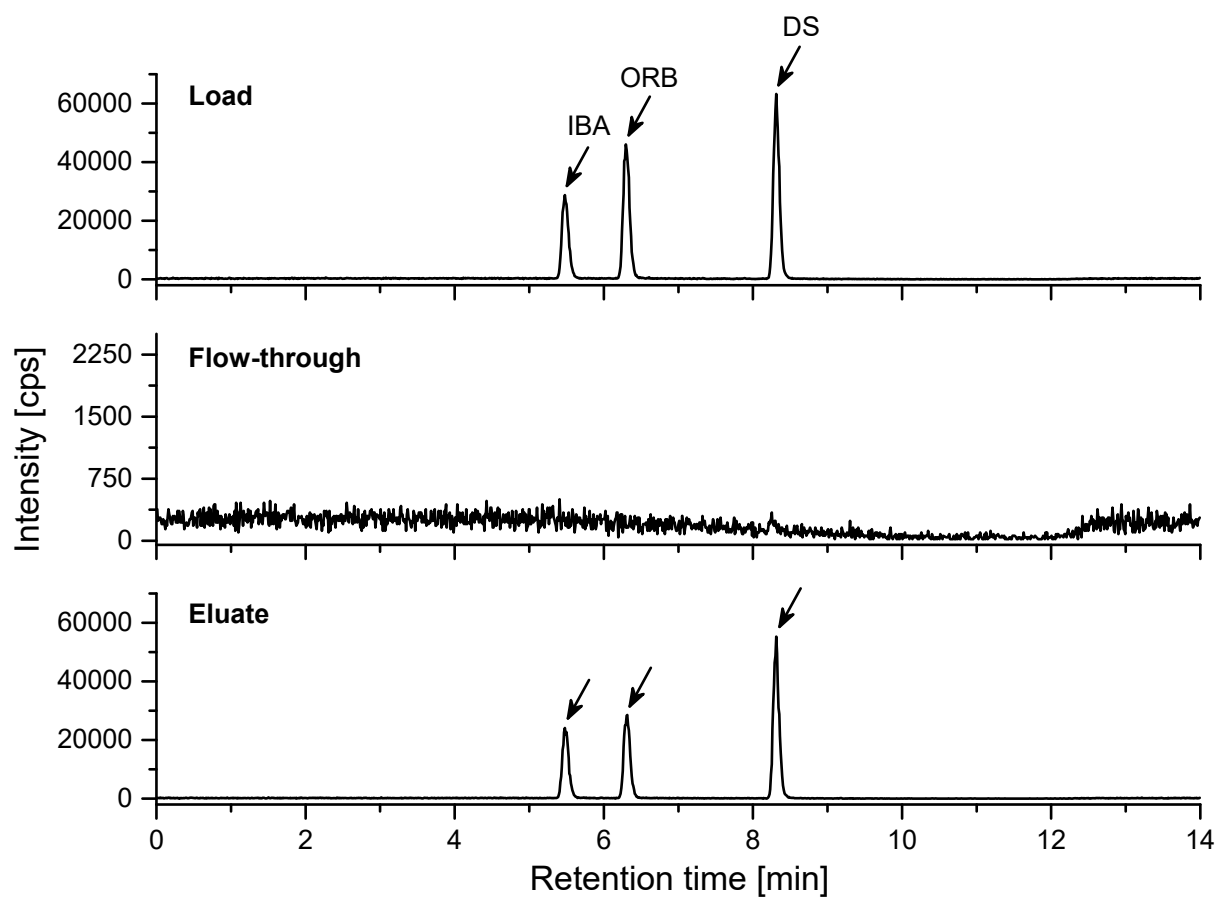 DS
ORB
IBA
Load
60000
40000
20000
0
Flow-through
2250
1500
750
0
Intensity [cps]
Eluate
60000
40000
20000
0
0 2 4 6 8 10 12 14
Retention time [min]